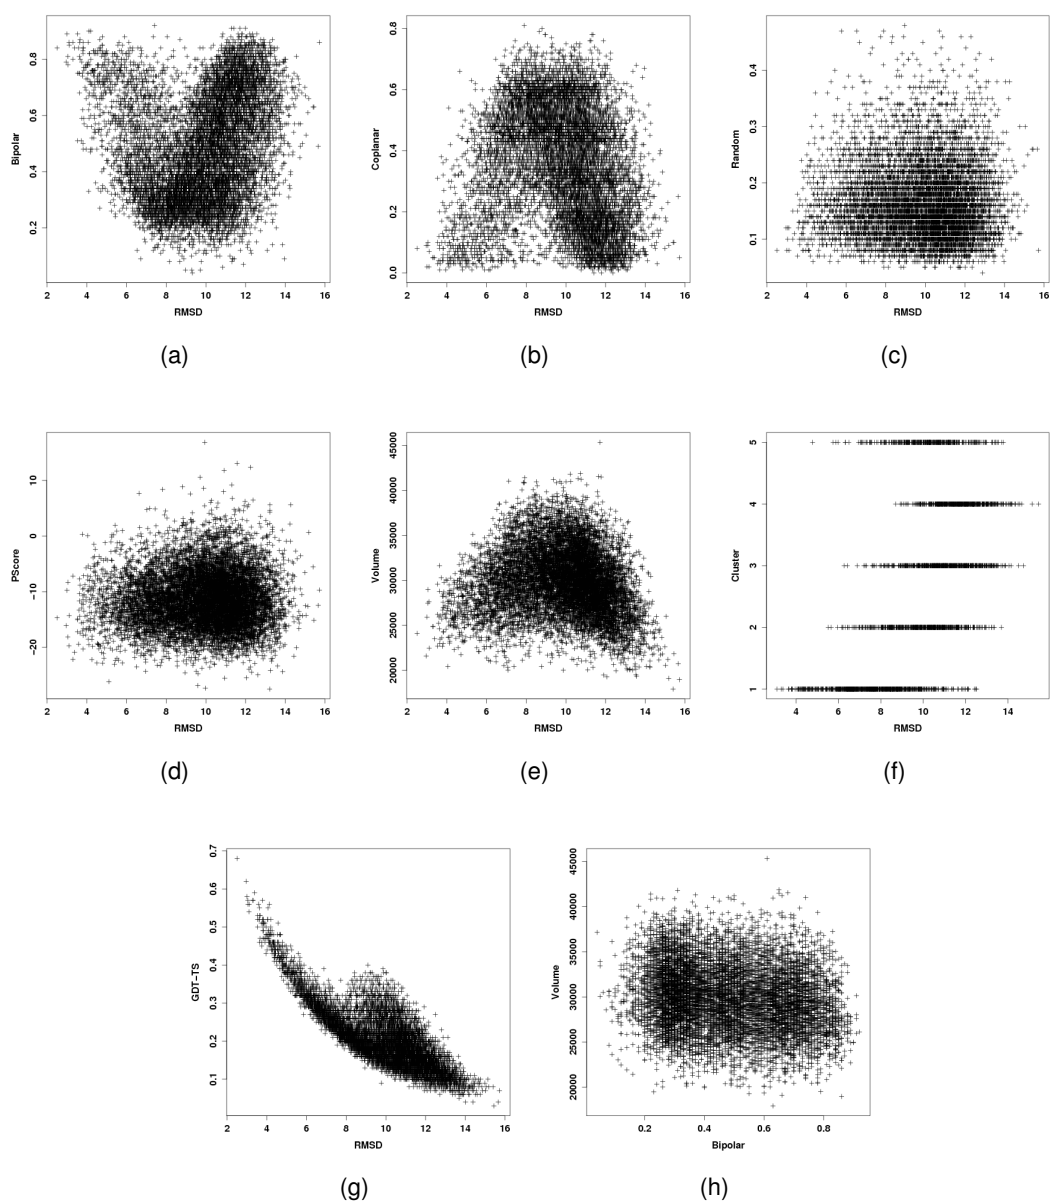 0.8
0.6
0.4
0.2
Bipolar
2 4 6 8 10 12 14 16
RMSD
(a)
0.8
0.6
0.4
0.2
0.0
Coplanar
2 4 6 8 10 12 14 16
RMSD
(b)
0.4
0.3
0.2
0.1
Random
2 4 6 8 10 12 14 16
RMSD
(c)
10
0
-10
-20
PScore
2 4 6 8 10 12 14 16
RMSD
(d)
45000
40000
35000
30000
25000
20000
Volume
2 4 6 8 10 12 14 16
RMSD
(e)
5
4
3
2
1
Cluster
4 6 8 10 12 14
RMSD
(f)
0.7
0.6
0.5
0.4
0.3
0.2
0.1
GDT-TS
2 4 6 8 10 12 14 16
RMSD
(g)
45000
40000
35000
30000
25000
20000
Volume
0.2 0.4 0.6 0.8
Bipolar
(h)